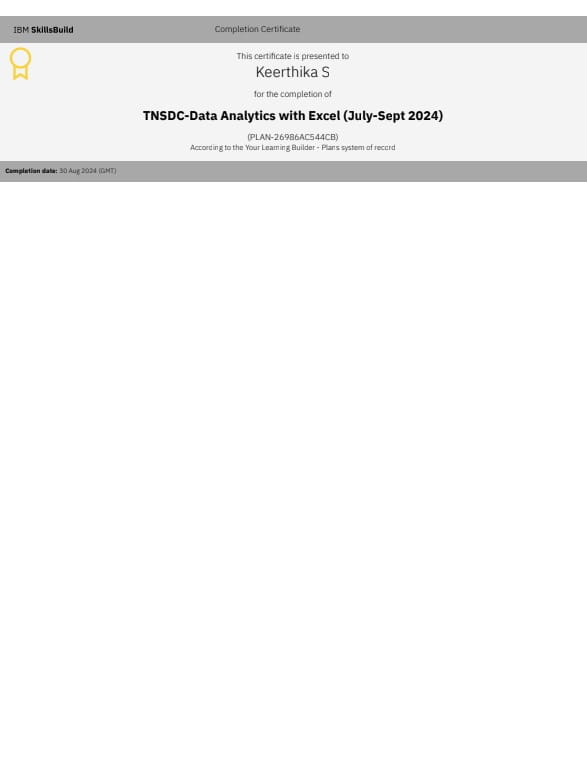 IBM SkillsBuild
Completion Certificate
This certificate is presented to
Keerthika S
for the completion of
TNSDC-Data Analytics with Excel (July-Sept 2024)
(PLAN-26986AC544CB)
According to the Your Learning Builder - Plans system of record
Completion date: 30 Aug 2024 (GMT)